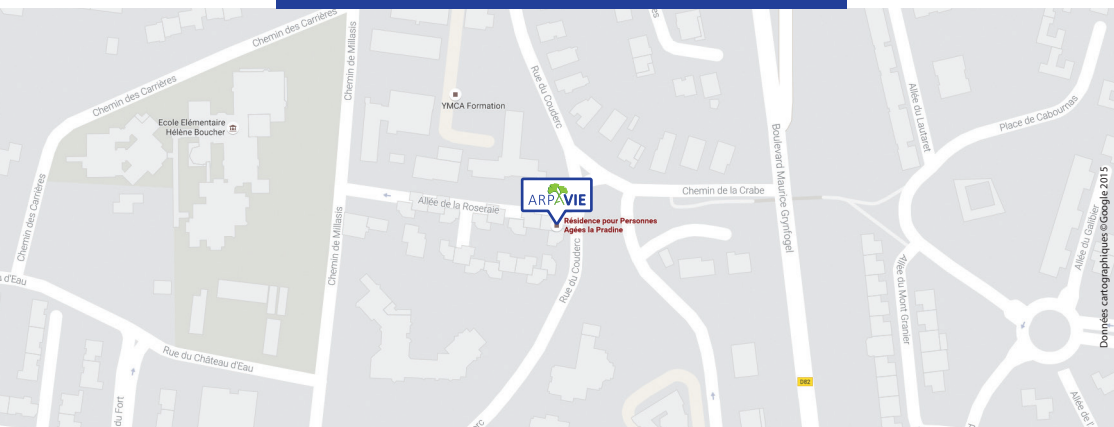 Chemin des Carrières
Chemin des Carrières
Chemin des Carrières
Chemin de Millasis
Chemin de Millasis
Ecole Elémentaire
Hélène Boucher
YMCA Formation
Rue du Couderc
Allée de la Roseraie
ARPAVIE
Résidence pour Personnes
Agées la Pradine
Rue du Couderc
Chemin de la Crabe
Boulevard Maurice Grynfogel
Allée du Lautaret
Place de Cabournas
Allée du Galibier
Allée du Mont Granier
d'Eau
Rue du Château d'Eau
du Fort
D82
Allée de l'
Données cartographiques ©Google 2015